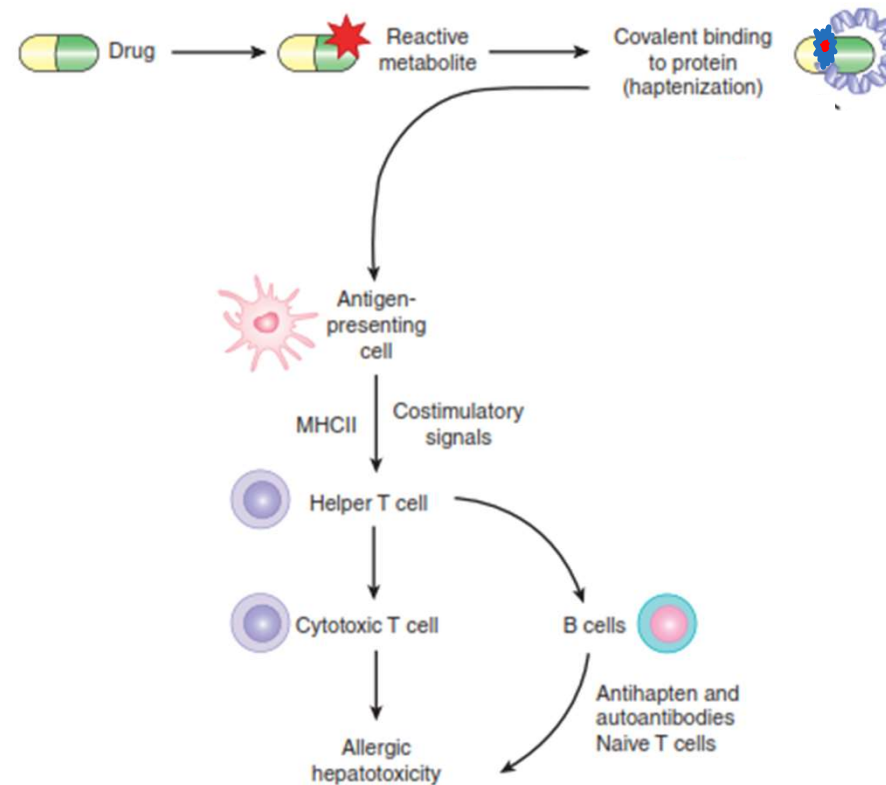 Drug
Reactive
metabolite
Covalent binding
to protein
(haptenization)
Antigen-
presenting
cell
MHCII
Costimulatory
signals
Helper T cell
Cytotoxic T cell
B cells
Antihapten and
autoantibodies
Naive T cells
Allergic
hepatotoxicity